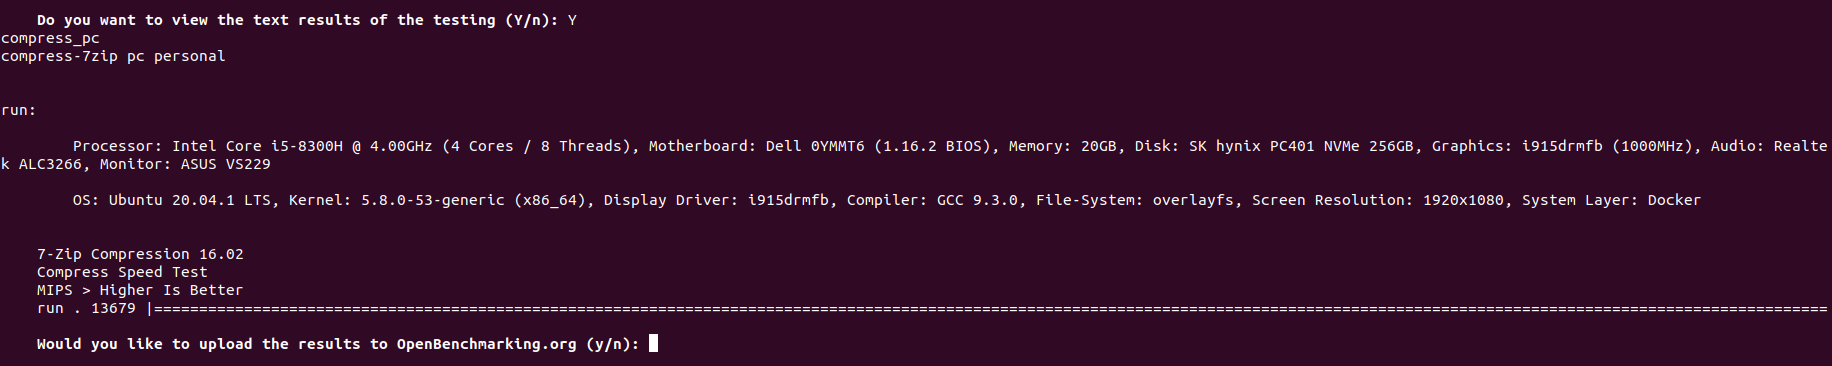 Do you want to view the text results of the testing (Y/n): Y
compress_pc
compress-7zip pc personal
run:
Processor: Intel Core i5-8300H @ 4.00GHz (4 Cores / 8 Threads), Motherboard: Dell 0YMMT6 (1.16.2 BIOS), Memory: 20GB, Disk: SK hynix PC401 NVMe 256GB, Graphics: i915drmfb (1000MHz), Audio: Realte
k ALC3266, Monitor: ASUS VS229
OS: Ubuntu 20.04.1 LTS, Kernel: 5.8.0-53-generic (x86_64), Display Driver: i915drmfb, Compiler: GCC 9.3.0, File-System: overlayfs, Screen Resolution: 1920x1080, System Layer: Docker
7-Zip Compression 16.02
Compress Speed Test
MIPS > Higher Is Better
run . 13679 |==========================================================================================================================================================================================
Would you like to upload the results to OpenBenchmarking.org (y/n):